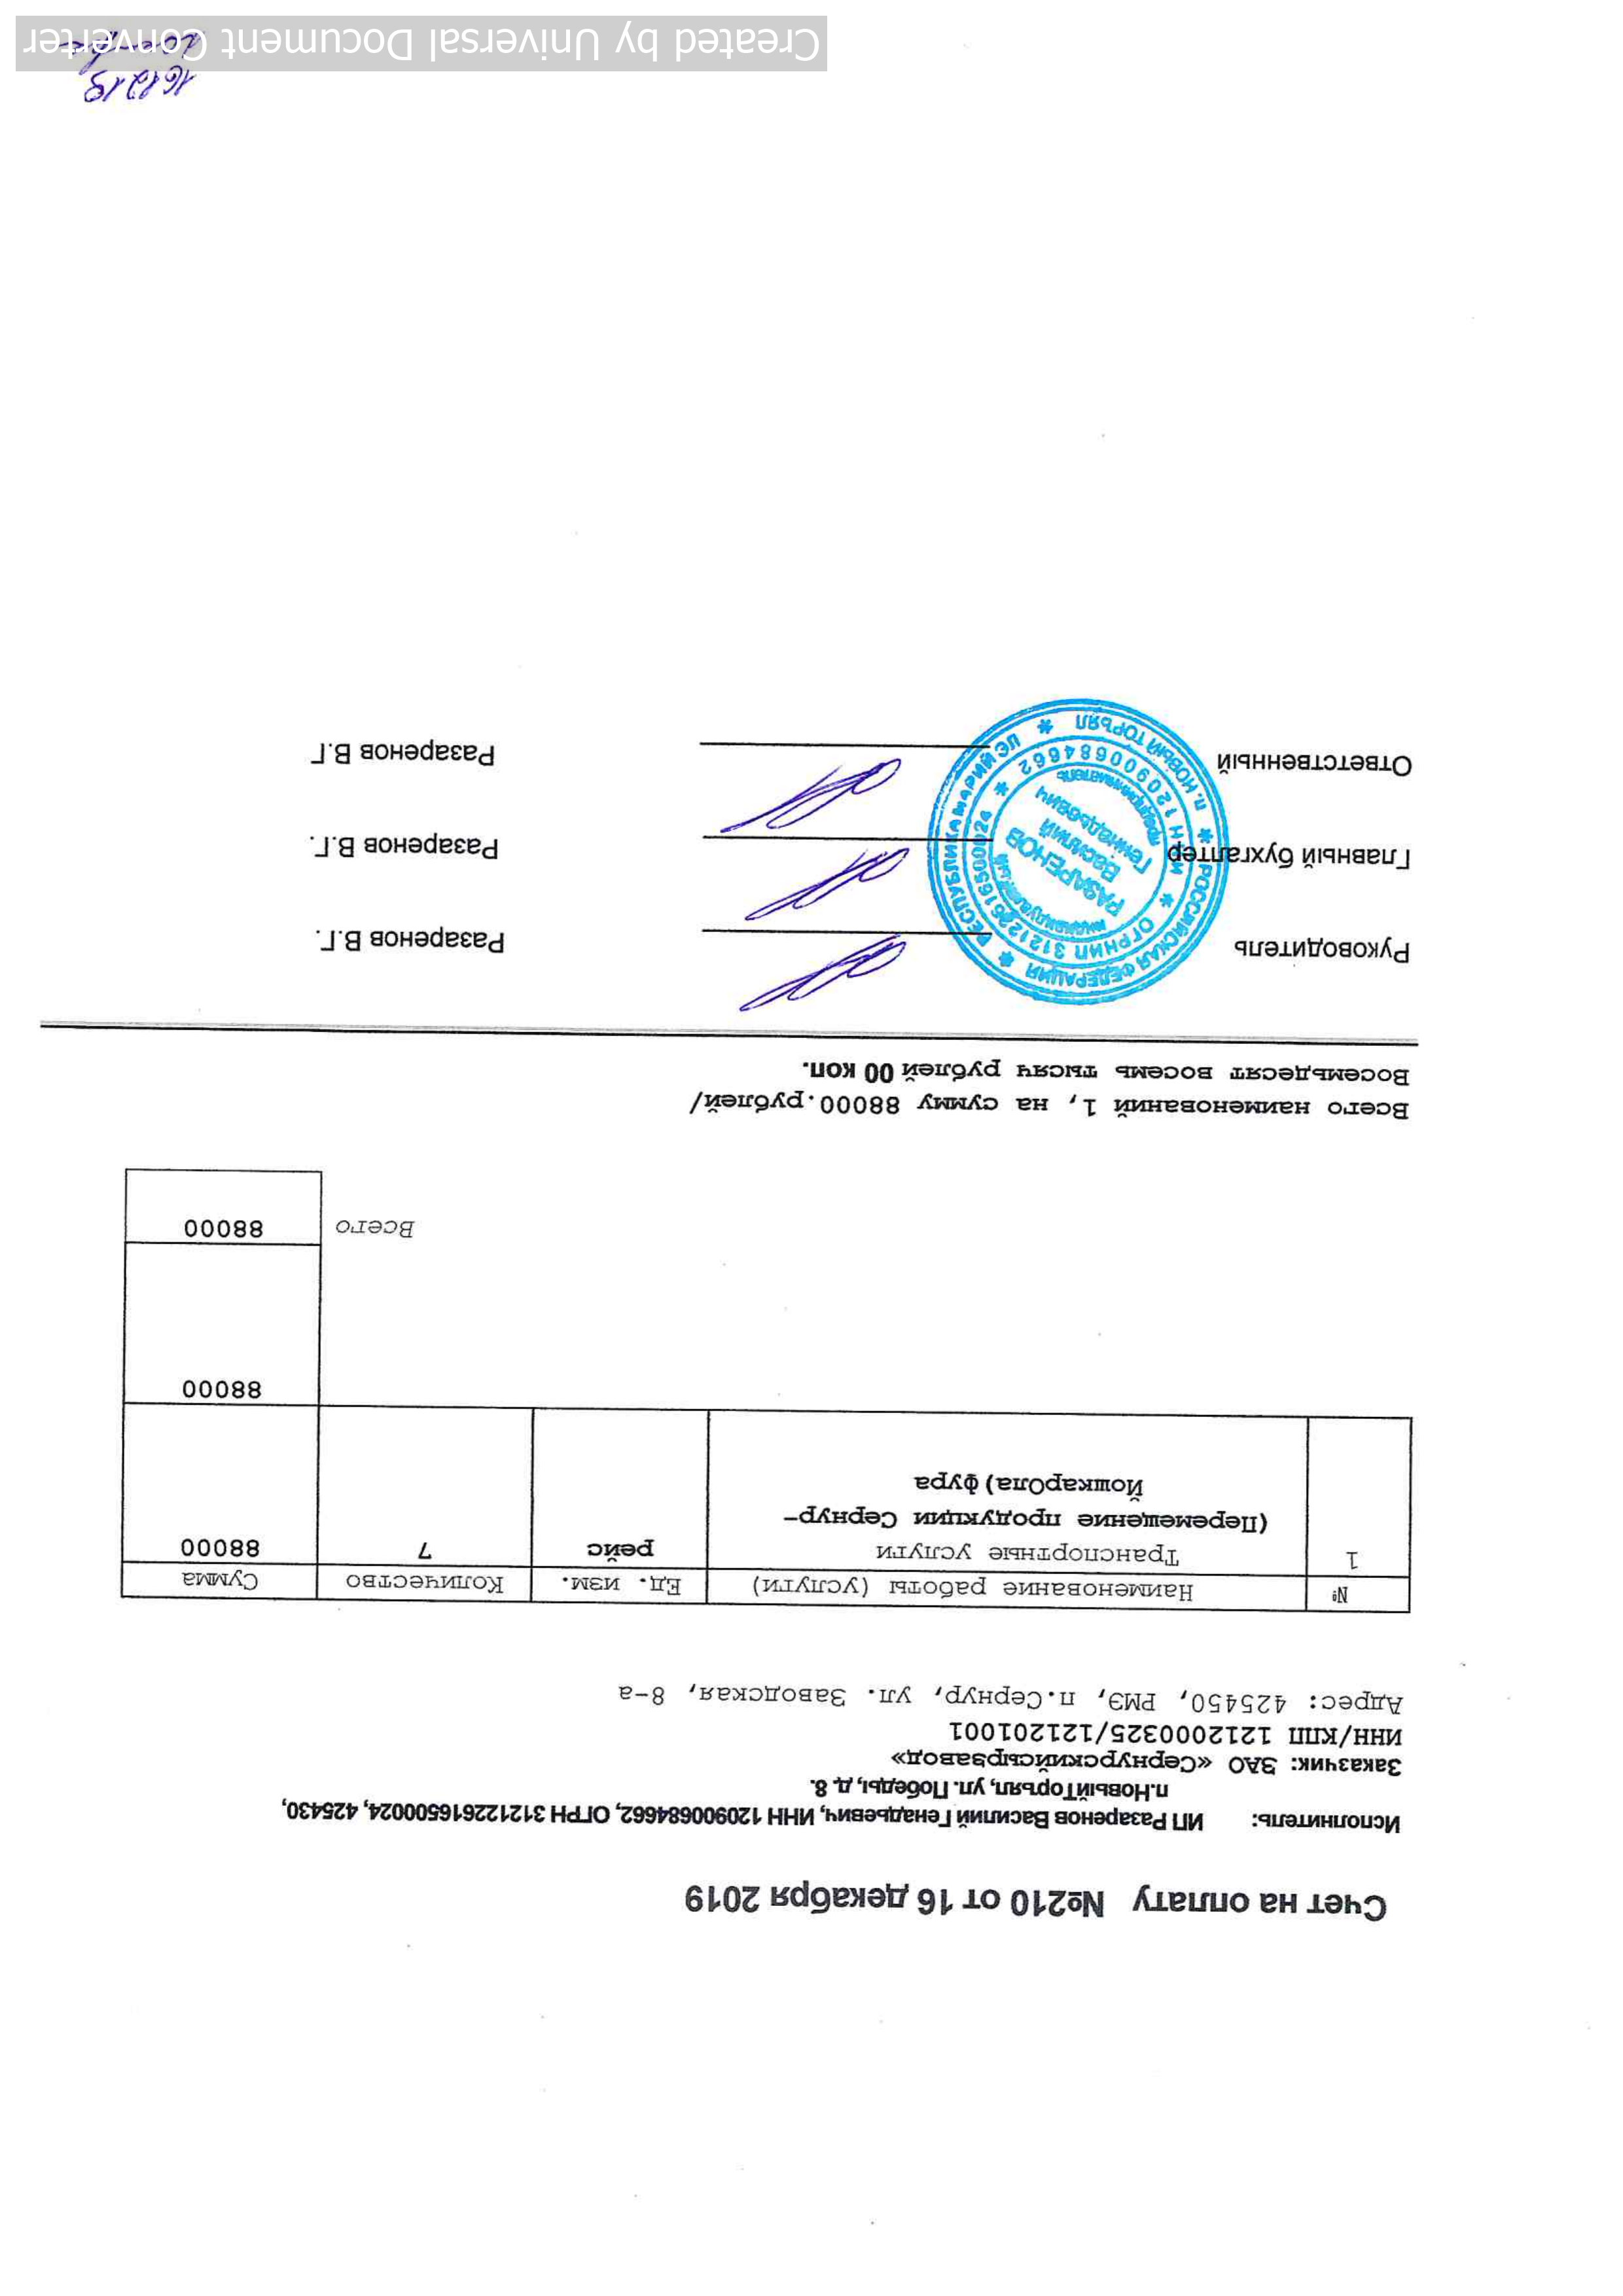 Счет на оплату №210 от 16 декабря 2019
Исполнитель: ИП Разаренов Василий Генадьевич, ИНН 120900684662, ОГРН 312122616500024, 425430,
п.НовыйТорьял, ул. Победы, д. 8.
Заказчик: ЗАО «Сернурскийсырзавод»
ИНН/КПП 1212000325/121201001
Адрес: 425450, РМЭ, п.Сернур, ул. Заводская, 8-а
№ Наименование работы (услуги) Ед. изм. Количество Сумма
1 Транспортные услуги рейс 7 88000
(Перемещение продукции Сернур-
ЙошкарОла) фура
88000
Всего 88000
Всего наименований 1, на сумму 88000.рублей/
Восемьдесят восемь тысяч рублей 00 коп.
Руководитель Разаренов В.Г.
Главный бухгалтер Разаренов В.Г.
Ответственный Разаренов В.Г
РОССИЙСКАЯ ФЕДЕРАЦИЯ * РЕСПУБЛИКА МАРИЙ ЭЛ * п. НОВЫЙ ТОРЬЯЛ *
ОГРНИП 312122616500024 * ИНН 120900684662 *
индивидуальный
РАЗАРЕНОВ
Василий
Генадьевич
предприниматель
161219
Created by Universal Document Converter